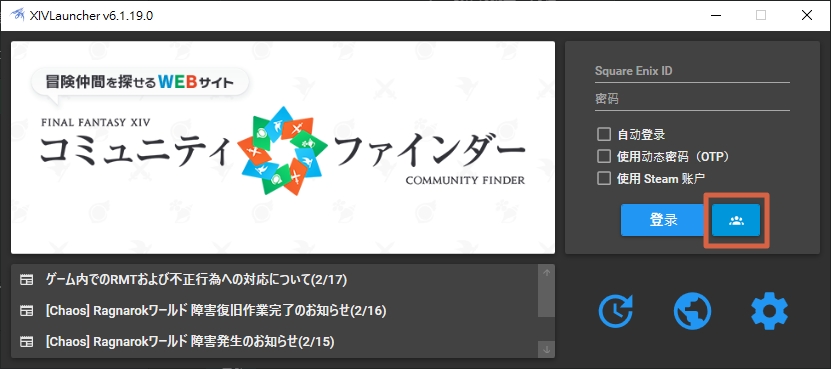 XIVLauncher v6.1.19.0
冒険仲間を探せるWEBサイト
FINAL FANTASY XIV
コミュニティ ファインダー
COMMUNITY FINDER
Square Enix ID
密码
自动登录
使用动态密码（OTP）
使用 Steam 账户
登录
ゲーム内でのRMTおよび不正行為への対応について(2/17)
[Chaos] Ragnarokワールド 障害復旧作業完了のお知らせ(2/16)
[Chaos] Ragnarokワールド 障害発生のお知らせ(2/15)